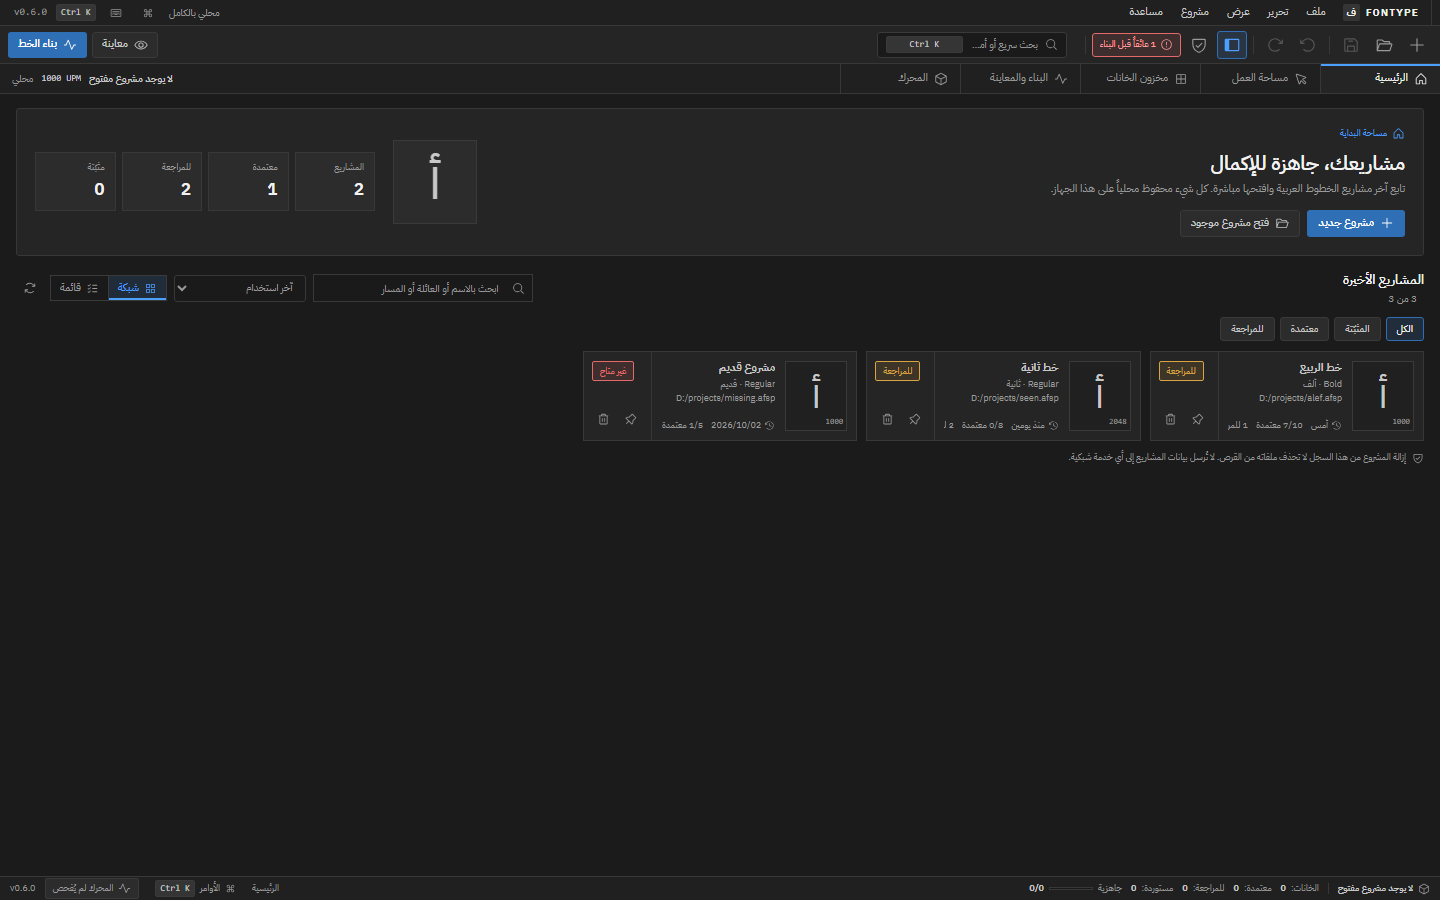 FONTYPE ف ملف تحرير عرض مشروع مساعدة
محلي بالكامل ⌘ Ctrl K v0.6.0
1 عائقاً قبل البناء
بحث سريع أو أمـ... Ctrl K
معاينة
بناء الخط
الرئيسية
مساحة العمل
مخزون الخانات
البناء والمعاينة
المحرك
لا يوجد مشروع مفتوح 1000 UPM محلي
مساحة البداية
مشاريعك، جاهزة للإكمال
تابع آخر مشاريع الخطوط العربية وافتحها مباشرة. كل شيء محفوظ محلياً على هذا الجهاز.
مشروع جديد
فتح مشروع موجود
أ
المشاريع
2
معتمدة
1
للمراجعة
2
مثبّتة
0
المشاريع الأخيرة
3 من 3
ابحث بالاسم أو العائلة أو المسار
آخر استخدام
شبكة
قائمة
الكل
المثبّتة
معتمدة
للمراجعة
أ
1000
خط الربيع
ألف · Bold
D:/projects/alef.afsp
أمس 7/10 معتمدة 1 للمر
للمراجعة
أ
2048
خط ثانية
ثانية · Regular
D:/projects/seen.afsp
منذ يومين 0/8 معتمدة 2 لـ
للمراجعة
أ
1000
مشروع قديم
قديم · Regular
D:/projects/missing.afsp
2026/10/02 1/5 معتمدة
غير متاح
إزالة المشروع من هذا السجل لا تحذف ملفاته من القرص. لا تُرسل بيانات المشاريع إلى أي خدمة شبكية.
لا يوجد مشروع مفتوح الخانات: 0 معتمدة: 0 للمراجعة: 0 مستوردة: 0 جاهزية 0/0
الرئيسية ⌘ الأوامر Ctrl K المحرك لم يُفحص v0.6.0